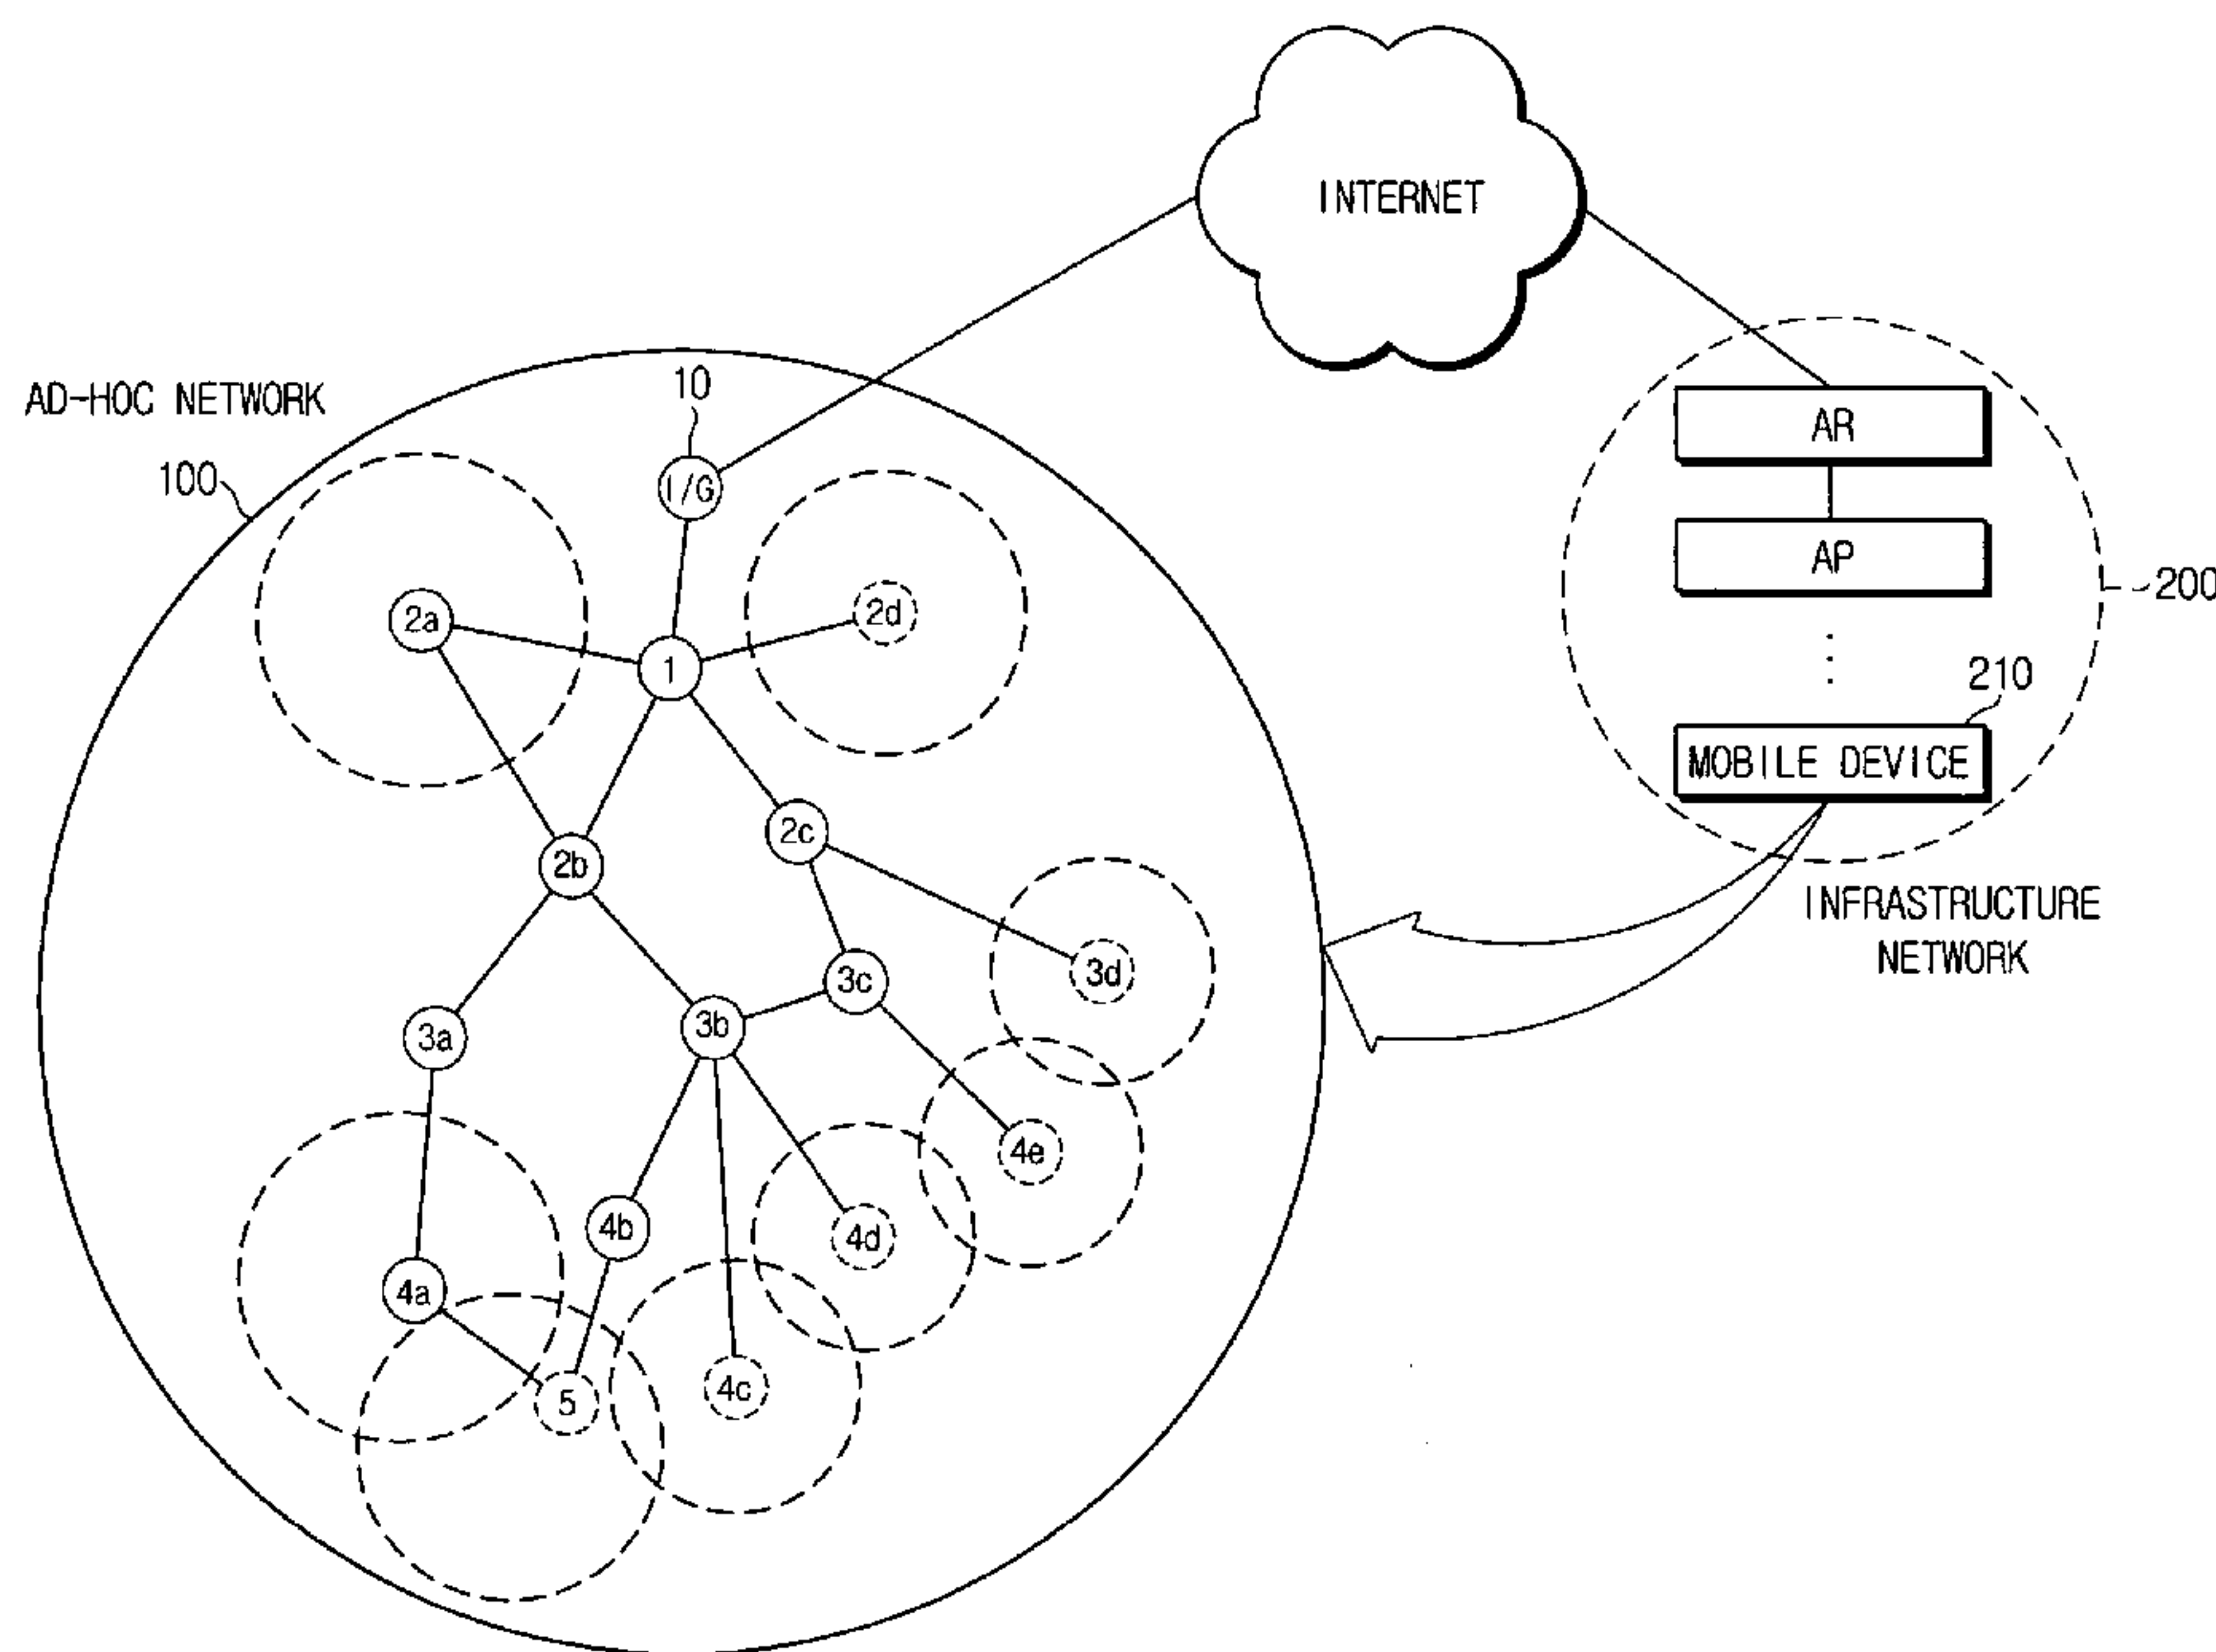 INTERNET
AD-HOC NETWORK
10
100
I/G
AR
AP
200
2a
2d
1
210
MOBILE DEVICE
2c
2b
INFRASTRUCTURE
NETWORK
3d
3c
3b
3a
4e
4b
4d
4a
4c
5